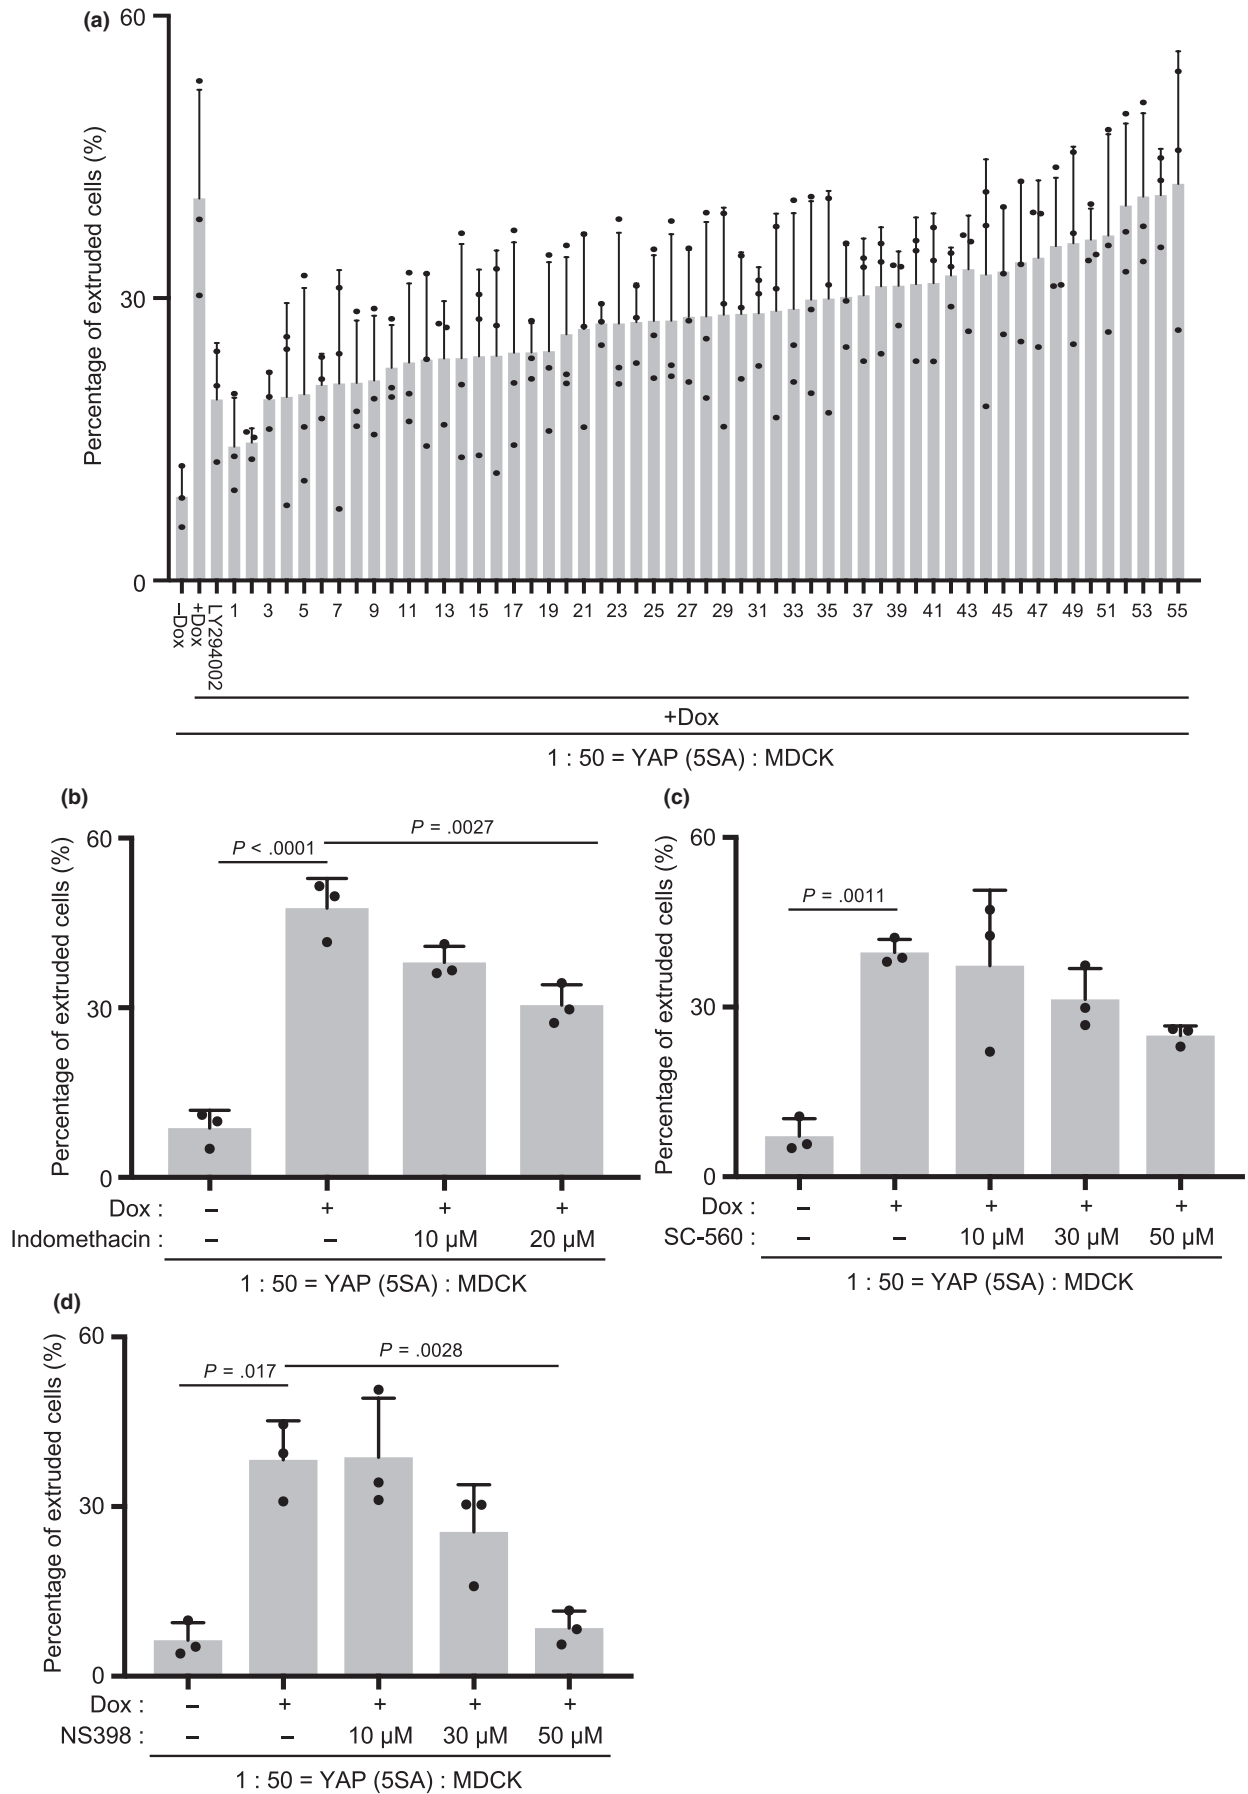 (a)
60
30
0
Percentage of extruded cells (%)
–Dox
+Dox
LY294002
1 3 5 7 9 11 13 15 17 19 21 23 25 27 29 31 33 35 37 39 41 43 45 47 49 51 53 55
+Dox
1 : 50 = YAP (5SA) : MDCK
(b)
60
30
0
Percentage of extruded cells (%)
P < .0001
P = .0027
Dox : – + + +
Indomethacin : – – 10 µM 20 µM
1 : 50 = YAP (5SA) : MDCK
(c)
60
30
0
Percentage of extruded cells (%)
P = .0011
Dox : – + + + +
SC-560 : – – 10 µM 30 µM 50 µM
1 : 50 = YAP (5SA) : MDCK
(d)
60
30
0
Percentage of extruded cells (%)
P = .017
P = .0028
Dox : – + + + +
NS398 : – – 10 µM 30 µM 50 µM
1 : 50 = YAP (5SA) : MDCK